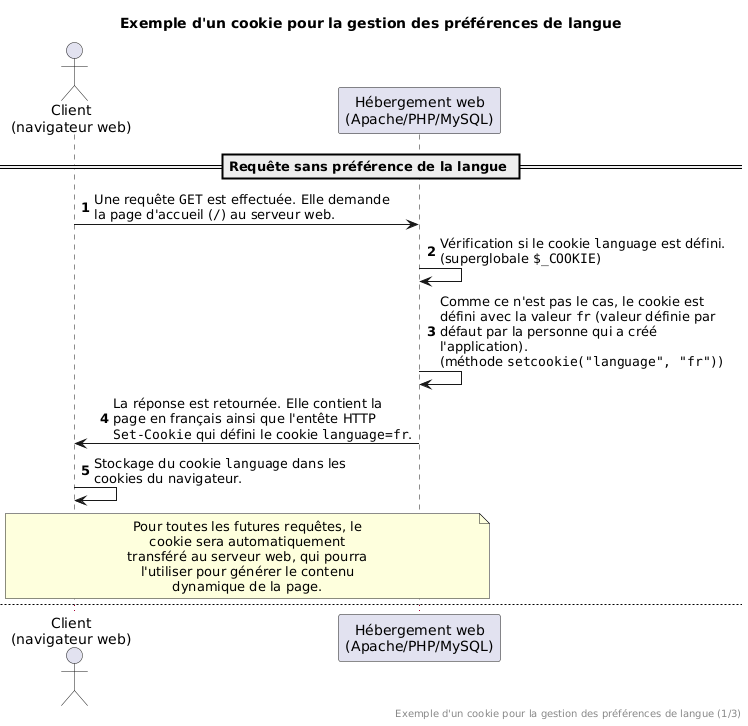 Exemple d'un cookie pour la gestion des préférences de langue
Client
(navigateur web)
Hébergement web
(Apache/PHP/MySQL)
Requête sans préférence de la langue
1 Une requête GET est effectuée. Elle demande
la page d'accueil (/) au serveur web.
2 Vérification si le cookie language est défini.
(superglobale $_COOKIE)
Comme ce n'est pas le cas, le cookie est
défini avec la valeur fr (valeur définie par
3 défaut par la personne qui a créé
l'application).
(méthode setcookie("language", "fr"))
La réponse est retournée. Elle contient la
4 page en français ainsi que l'entête HTTP
Set-Cookie qui défini le cookie language=fr.
5 Stockage du cookie language dans les
cookies du navigateur.
Pour toutes les futures requêtes, le
cookie sera automatiquement
transféré au serveur web, qui pourra
l'utiliser pour générer le contenu
dynamique de la page.
Client
(navigateur web)
Hébergement web
(Apache/PHP/MySQL)
Exemple d'un cookie pour la gestion des préférences de langue (1/3)